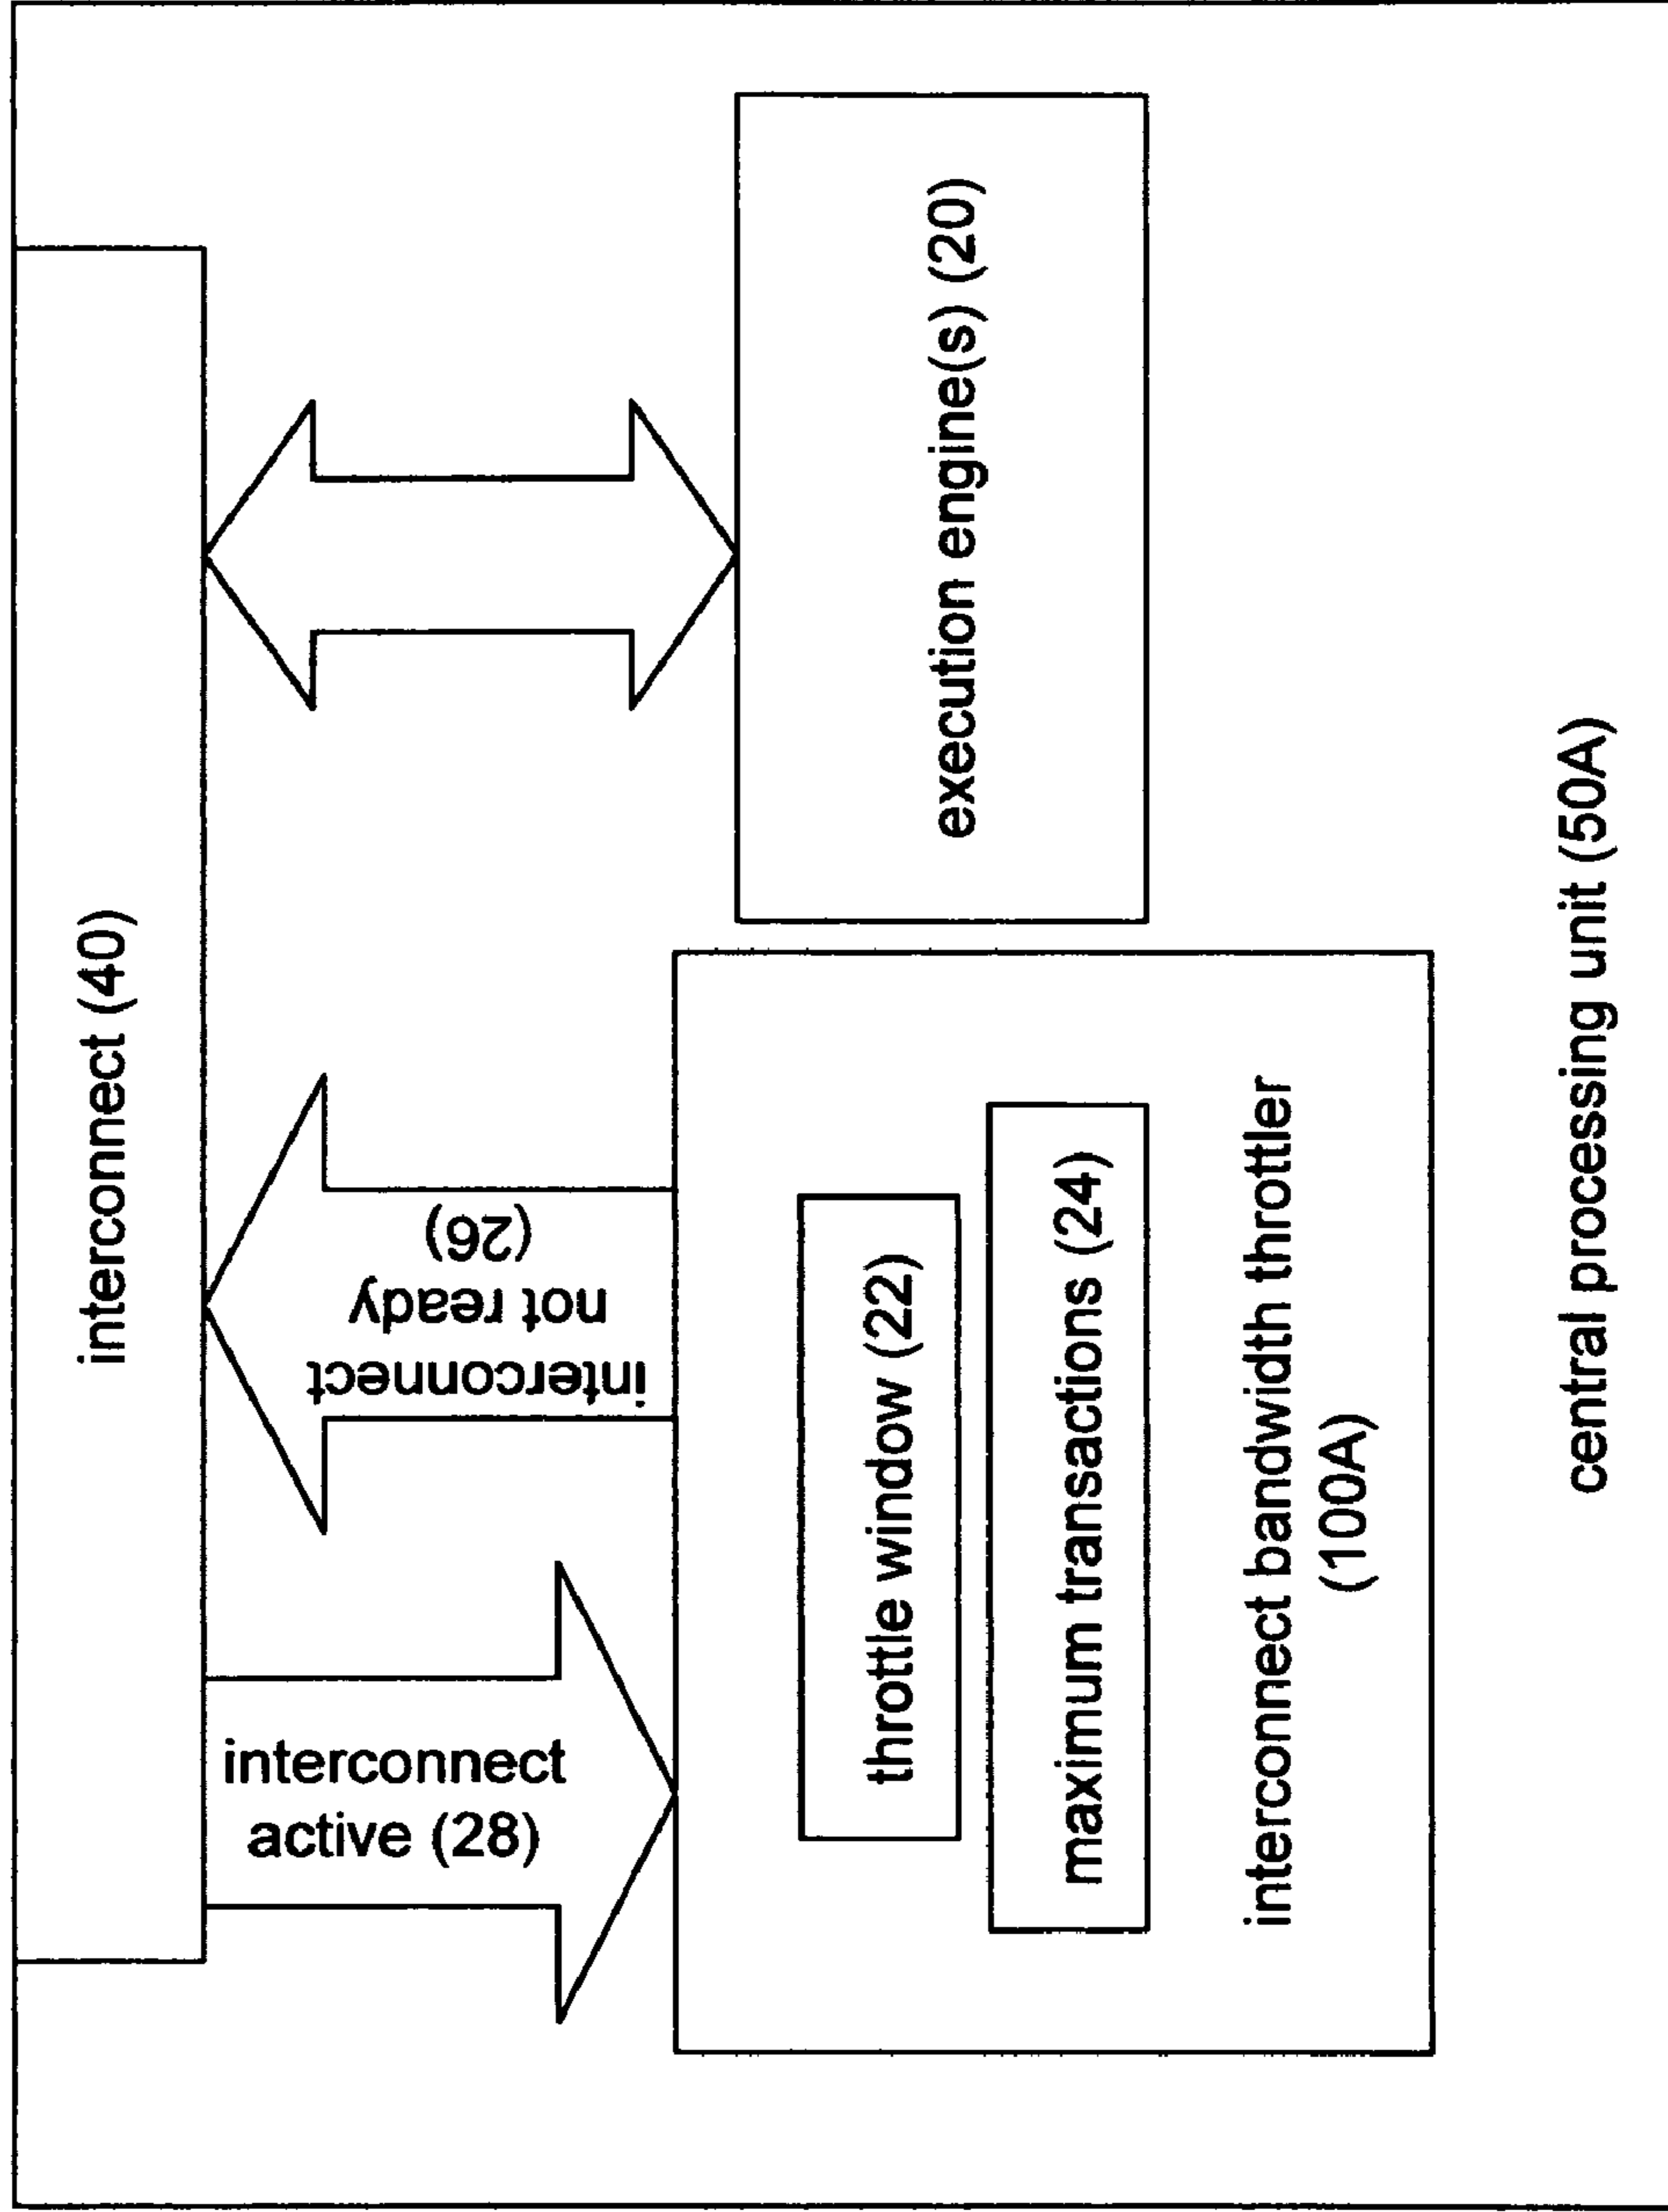 interconnect (40)
interconnect
active (28)
interconnect
not ready
(26)
throttle window (22)
maximum transactions (24)
interconnect bandwidth throttler
(100A)
execution engine(s) (20)
central processing unit (50A)